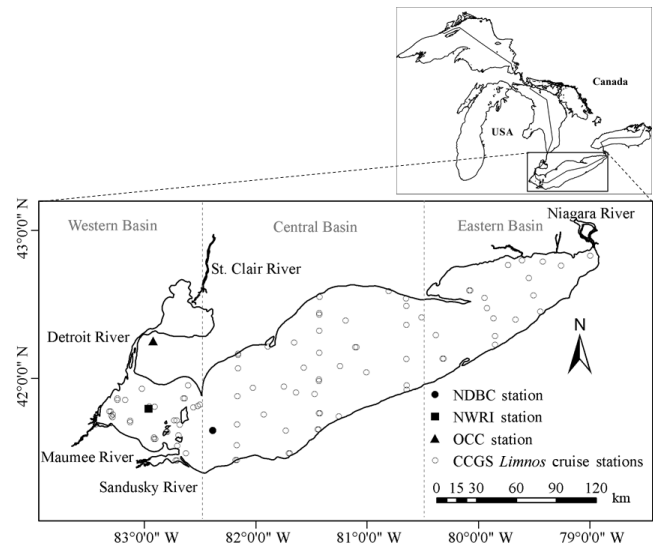 Canada
USA
Western Basin
Central Basin
Eastern Basin
Niagara River
43°0'0" N
St. Clair River
Detroit River
N
42°0'0" N
NDBC station
NWRI station
OCC station
CCGS Limnos cruise stations
Maumee River
Sandusky River
0 15 30 60 90 120
km
83°0'0" W
82°0'0" W
81°0'0" W
80°0'0" W
79°0'0" W